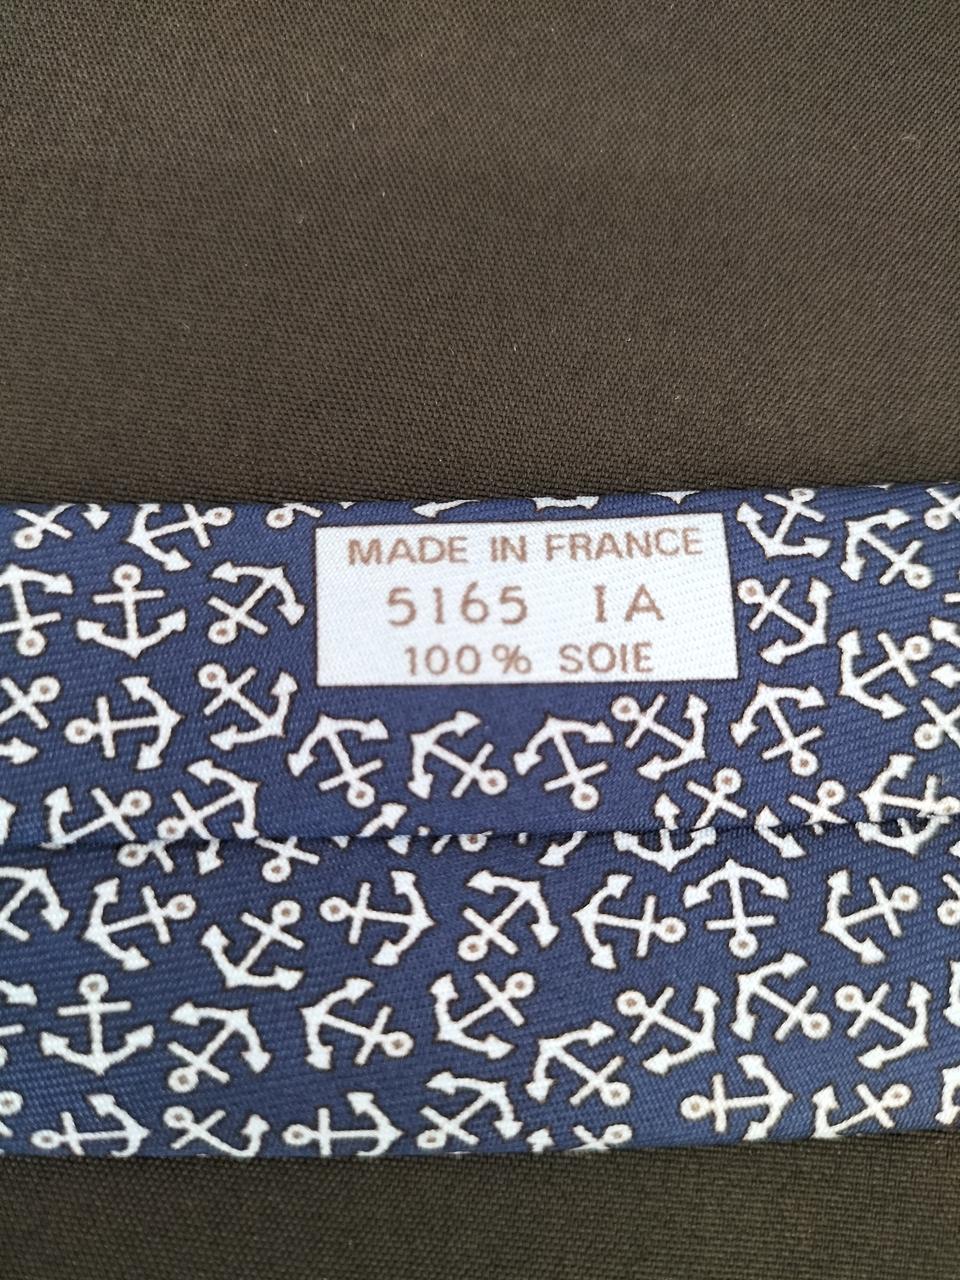 MADE IN FRANCE
5165 IA
100% SOIE